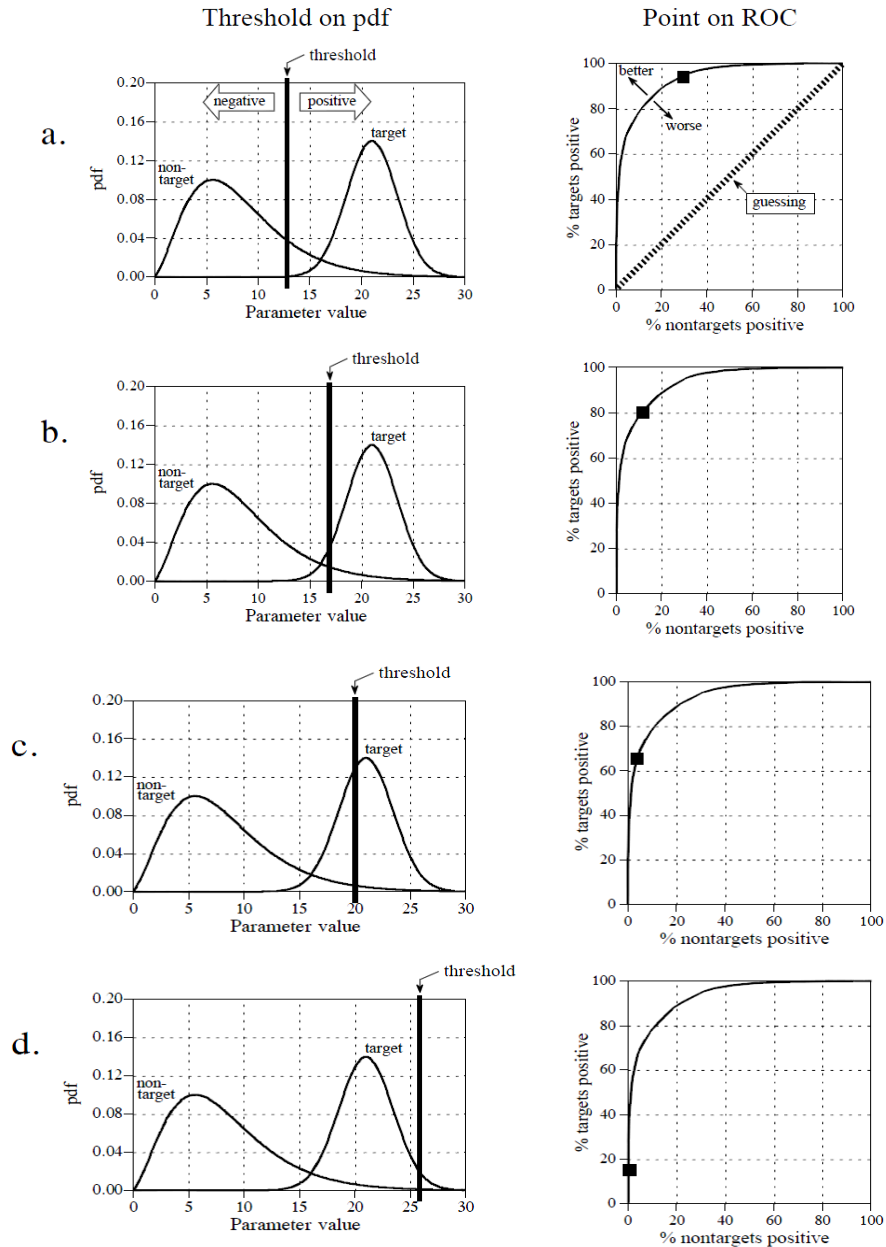 Threshold on pdf
Point on ROC
a.
threshold
negative
positive
target
non-
target
0.20
0.16
0.12
0.08
0.04
0.00
pdf
0 5 10 15 20 25 30
Parameter value
100
80
60
40
20
0
% targets positive
better
worse
guessing
0 20 40 60 80 100
% nontargets positive
b.
threshold
target
non-
target
0.20
0.16
0.12
0.08
0.04
0.00
pdf
0 5 10 15 20 25 30
Parameter value
100
80
60
40
20
0
% targets positive
0 20 40 60 80 100
% nontargets positive
c.
threshold
target
non-
target
0.20
0.16
0.12
0.08
0.04
0.00
pdf
0 5 10 15 20 25 30
Parameter value
100
80
60
40
20
0
% targets positive
0 20 40 60 80 100
% nontargets positive
d.
threshold
target
non-
target
0.20
0.16
0.12
0.08
0.04
0.00
pdf
0 5 10 15 20 25 30
Parameter value
100
80
60
40
20
0
% targets positive
0 20 40 60 80 100
% nontargets positive